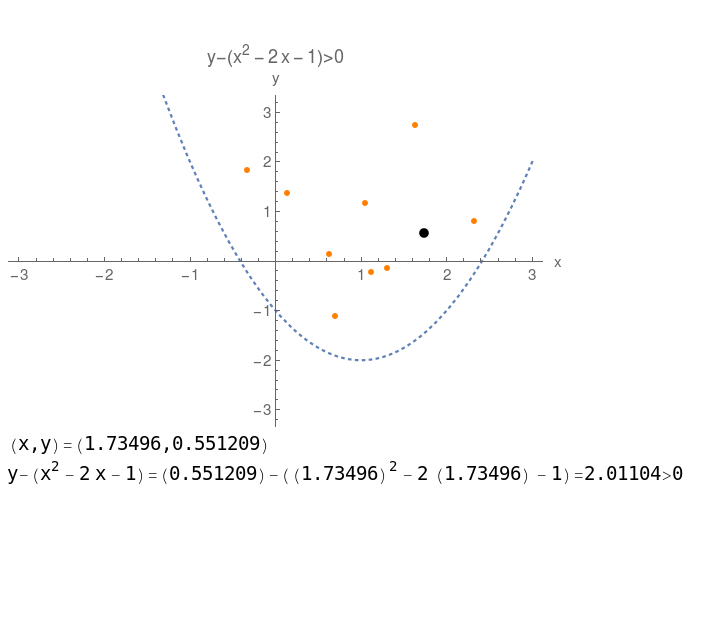 y−(x² − 2 x − 1)>0
y
3
2
1
−3 −2 −1 1 2 3 x
−1
−2
−3
(x,y) = (1.73496,0.551209)
y− (x² − 2 x − 1) = (0.551209) − ( (1.73496)² − 2 (1.73496) − 1) =2.01104>0